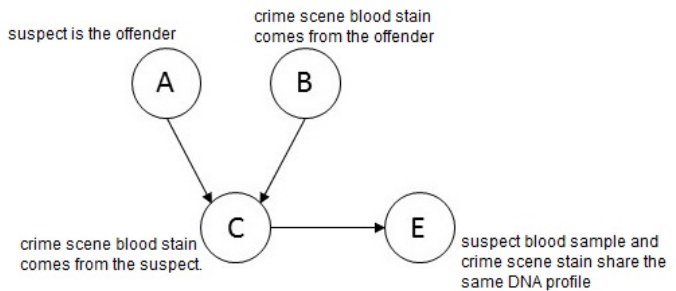 crime scene blood stain
comes from the offender
suspect is the offender
A
B
C
E
crime scene blood stain
comes from the suspect.
suspect blood sample and
crime scene stain share the
same DNA profile